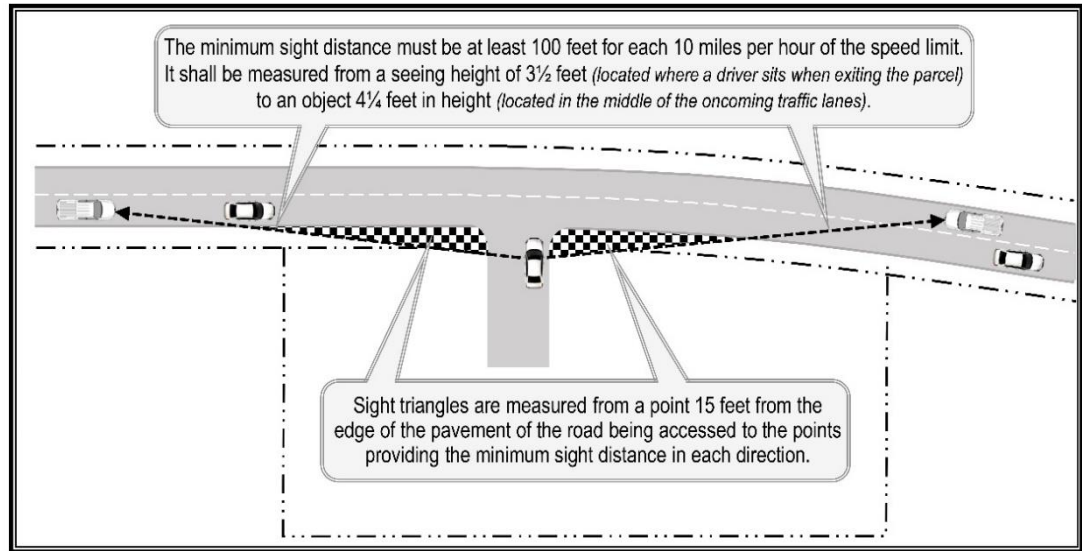 The minimum sight distance must be at least 100 feet for each 10 miles per hour of the speed limit.
It shall be measured from a seeing height of 3½ feet (located where a driver sits when exiting the parcel)
to an object 4¼ feet in height (located in the middle of the oncoming traffic lanes).
Sight triangles are measured from a point 15 feet from the
edge of the pavement of the road being accessed to the points
providing the minimum sight distance in each direction.